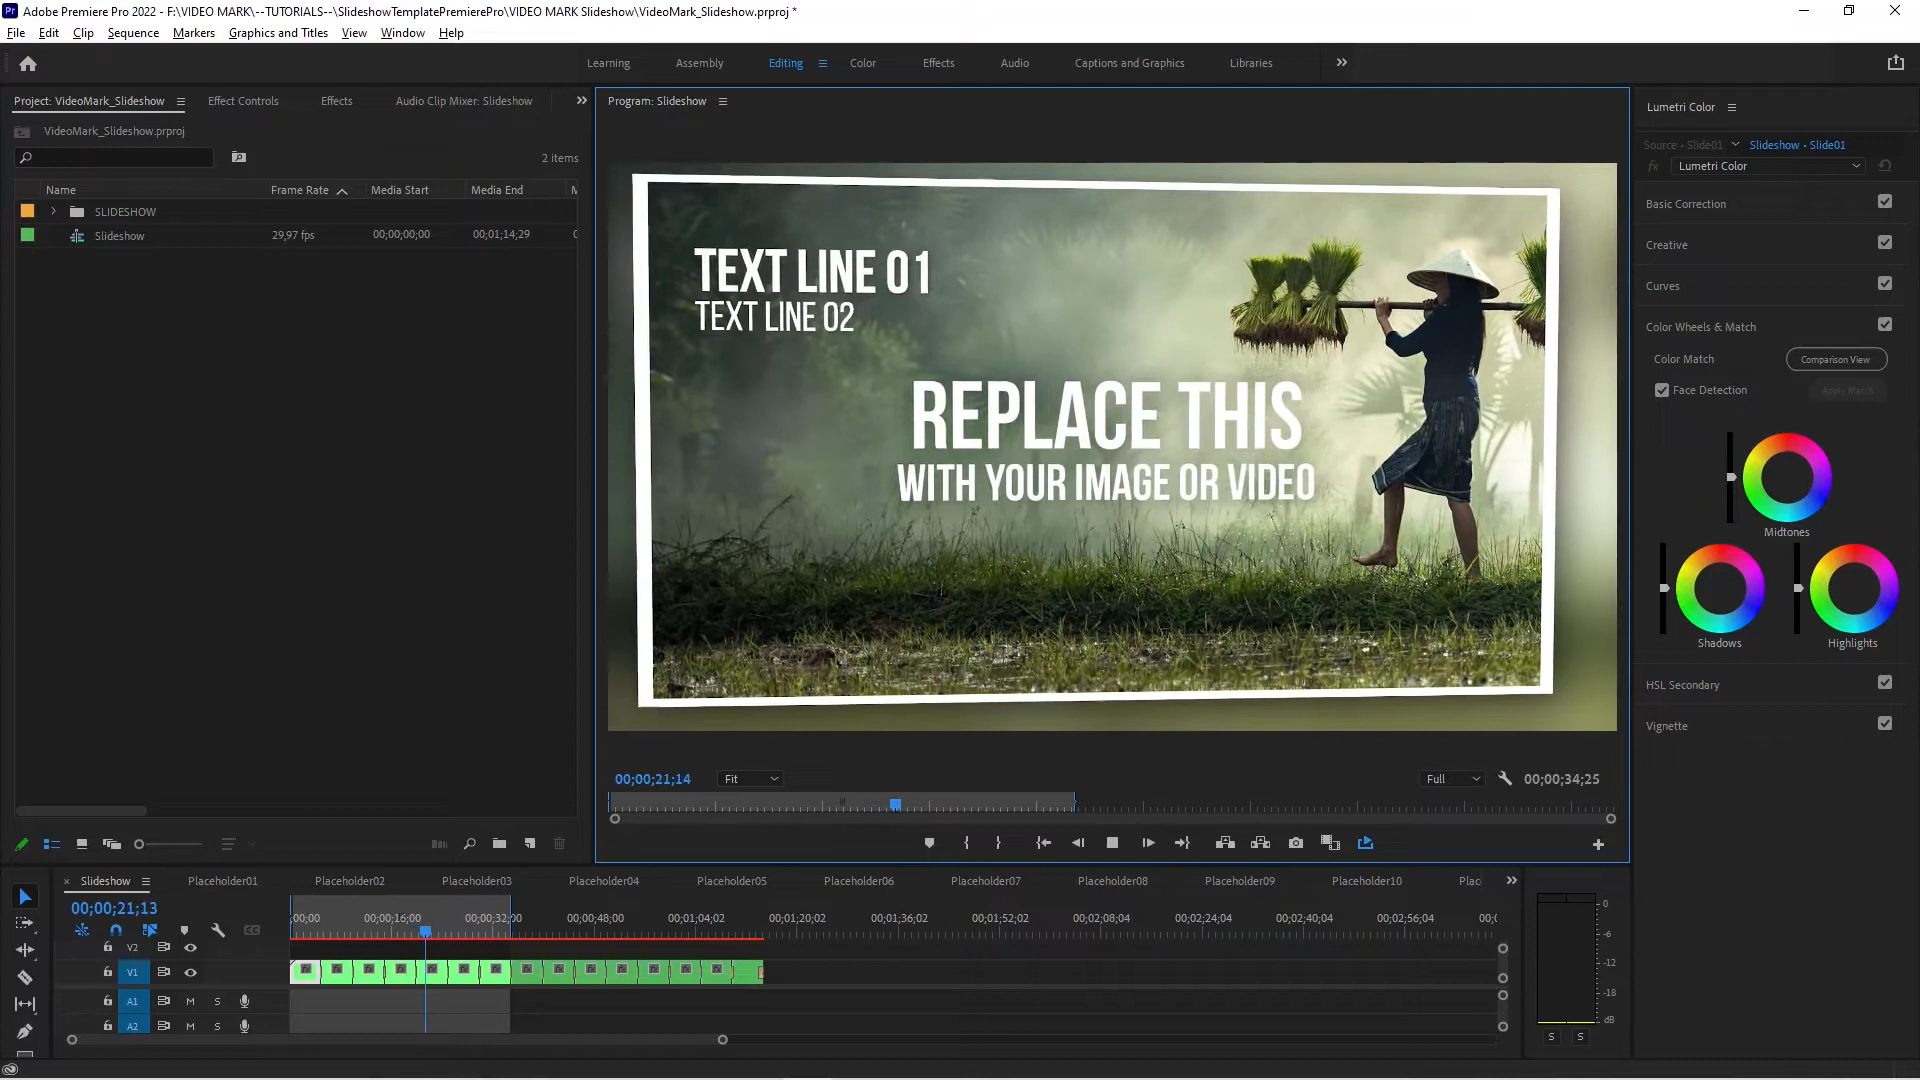 Pr Adobe Premiere Pro 2022 - F:\VIDEO MARK\--TUTORIALS--\SlideshowTemplatePremierePro\VIDEO MARK Slideshow\VideoMark_Slideshow.prproj *
File Edit Clip Sequence Markers Graphics and Titles View Window Help
Learning Assembly Editing Color Effects Audio Captions and Graphics Libraries
Project: VideoMark_Slideshow Effect Controls Effects Audio Clip Mixer: Slideshow
VideoMark_Slideshow.prproj
2 items
Name Frame Rate Media Start Media End
SLIDESHOW
Slideshow 29,97 fps 00;00;00;00 00;01;14;29
Program: Slideshow
TEXT LINE 01
TEXT LINE 02
REPLACE THIS
WITH YOUR IMAGE OR VIDEO
00;00;21;14 Fit Full 00;00;34;25
Lumetri Color
Source · Slide01 Slideshow · Slide01
fx Lumetri Color
Basic Correction
Creative
Curves
Color Wheels & Match
Color Match Comparison View
Face Detection Apply Match
Midtones
Shadows Highlights
HSL Secondary
Vignette
Slideshow Placeholder01 Placeholder02 Placeholder03 Placeholder04 Placeholder05 Placeholder06 Placeholder07 Placeholder08 Placeholder09 Placeholder10
00;00;21;13
;00;00 00;00;16;00 00;00;32;00 00;00;48;00 00;01;04;02 00;01;20;02 00;01;36;02 00;01;52;02 00;02;08;04 00;02;24;04 00;02;40;04 00;02;56;04
V2
V1
A1 M S
A2 M S
0
-6
-12
-18
dB
S S